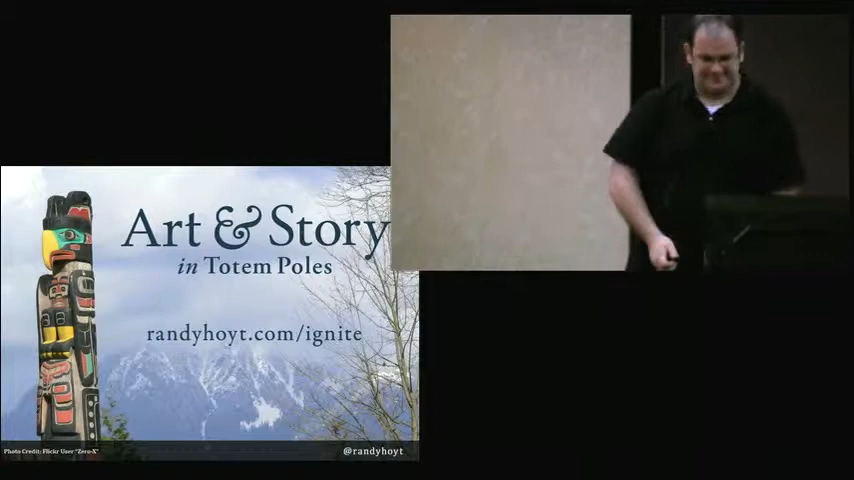 Art & Story
in Totem Poles
randyhoyt.com/ignite
Photo Credit: Flickr User "Zero-X"
@randyhoyt